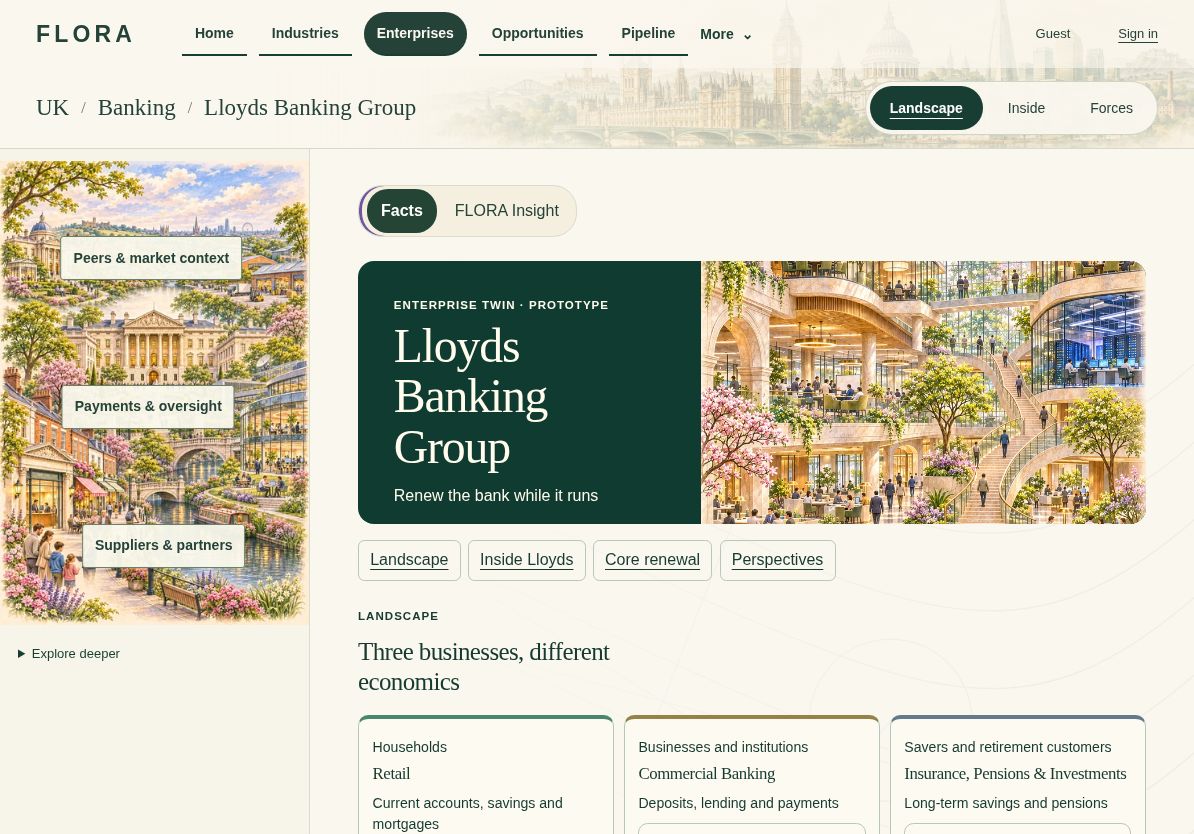 FLORA
Home
Industries
Enterprises
Opportunities
Pipeline
More
Guest
Sign in
UK / Banking / Lloyds Banking Group
Landscape
Inside
Forces
Peers & market context
Payments & oversight
Suppliers & partners
Explore deeper
Facts
FLORA Insight
ENTERPRISE TWIN · PROTOTYPE
Lloyds
Banking
Group
Renew the bank while it runs
Landscape
Inside Lloyds
Core renewal
Perspectives
LANDSCAPE
Three businesses, different
economics
Households
Retail
Current accounts, savings and
mortgages
Businesses and institutions
Commercial Banking
Deposits, lending and payments
Savers and retirement customers
Insurance, Pensions & Investments
Long-term savings and pensions